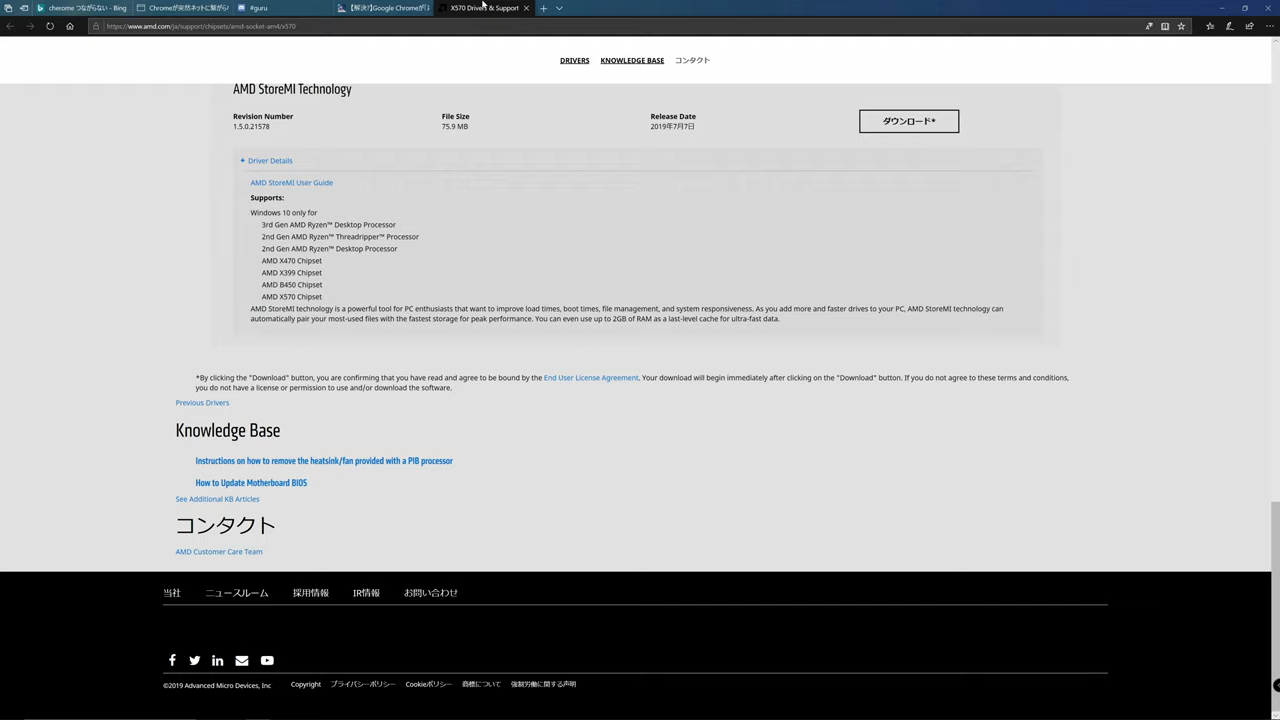 cherome つながらない - Bing
Chromeが突然ネットに繋がら
#guru
【解決?】Google Chromeが
X570 Drivers & Support
https://www.amd.com/ja/support/chipsets/amd-socket-am4/x570
DRIVERS KNOWLEDGE BASE コンタクト
AMD StoreMI Technology
Revision Number File Size Release Date
1.5.0.21578 75.9 MB 2019年7月7日
ダウンロード*
+ Driver Details
AMD StoreMI User Guide
Supports:
Windows 10 only for
3rd Gen AMD Ryzen™ Desktop Processor
2nd Gen AMD Ryzen™ Threadripper™ Processor
2nd Gen AMD Ryzen™ Desktop Processor
AMD X470 Chipset
AMD X399 Chipset
AMD B450 Chipset
AMD X570 Chipset
AMD StoreMI technology is a powerful tool for PC enthusiasts that want to improve load times, boot times, file management, and system responsiveness. As you add more and faster drives to your PC, AMD StoreMI technology can
automatically pair your most-used files with the fastest storage for peak performance. You can even use up to 2GB of RAM as a last-level cache for ultra-fast data.
*By clicking the "Download" button, you are confirming that you have read and agree to be bound by the End User License Agreement. Your download will begin immediately after clicking on the "Download" button. If you do not agree to these terms and conditions,
you do not have a license or permission to use and/or download the software.
Previous Drivers
Knowledge Base
Instructions on how to remove the heatsink/fan provided with a PIB processor
How to Update Motherboard BIOS
See Additional KB Articles
コンタクト
AMD Customer Care Team
当社 ニュースルーム 採用情報 IR情報 お問い合わせ
©2019 Advanced Micro Devices, Inc Copyright プライバシーポリシー Cookieポリシー 商標について 強制労働に関する声明